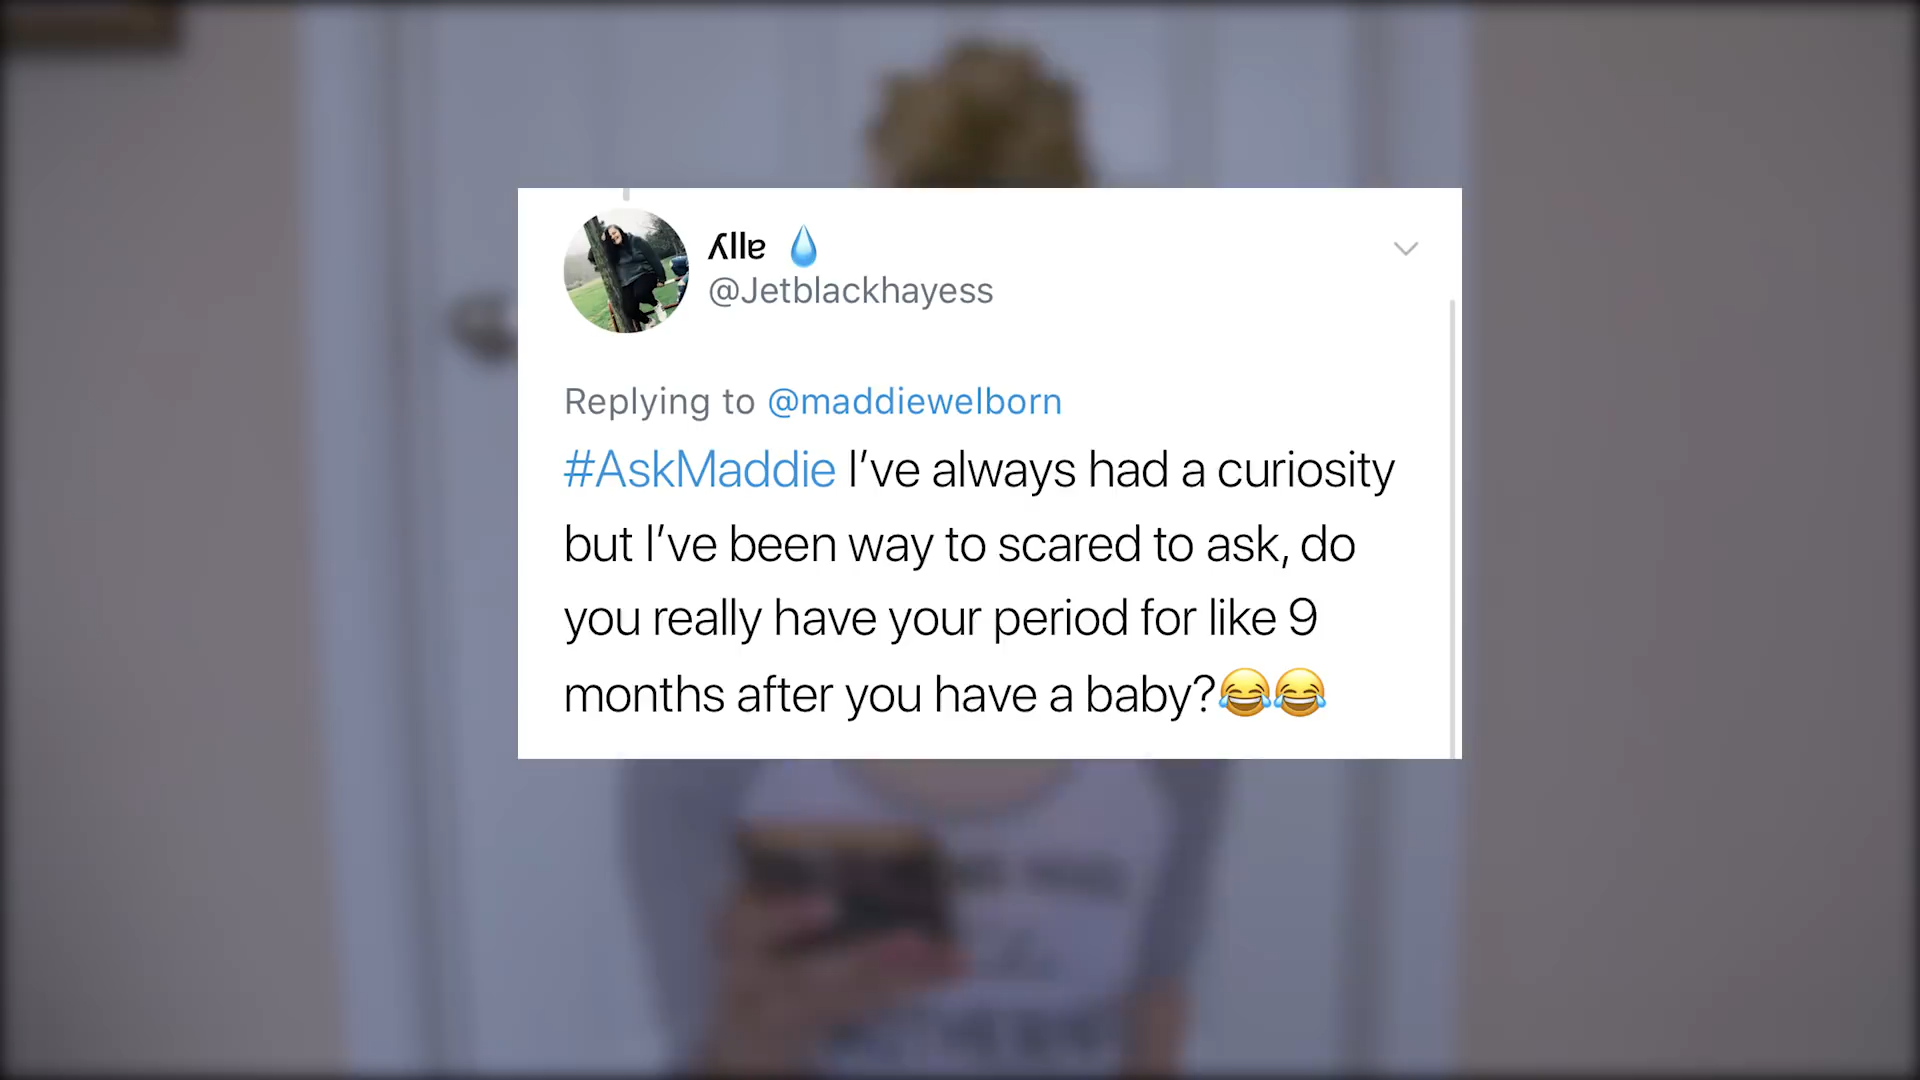 ʎlle 💧
@Jetblackhayess
Replying to @maddiewelborn
#AskMaddie I’ve always had a curiosity
but I’ve been way to scared to ask, do
you really have your period for like 9
months after you have a baby?😂😂